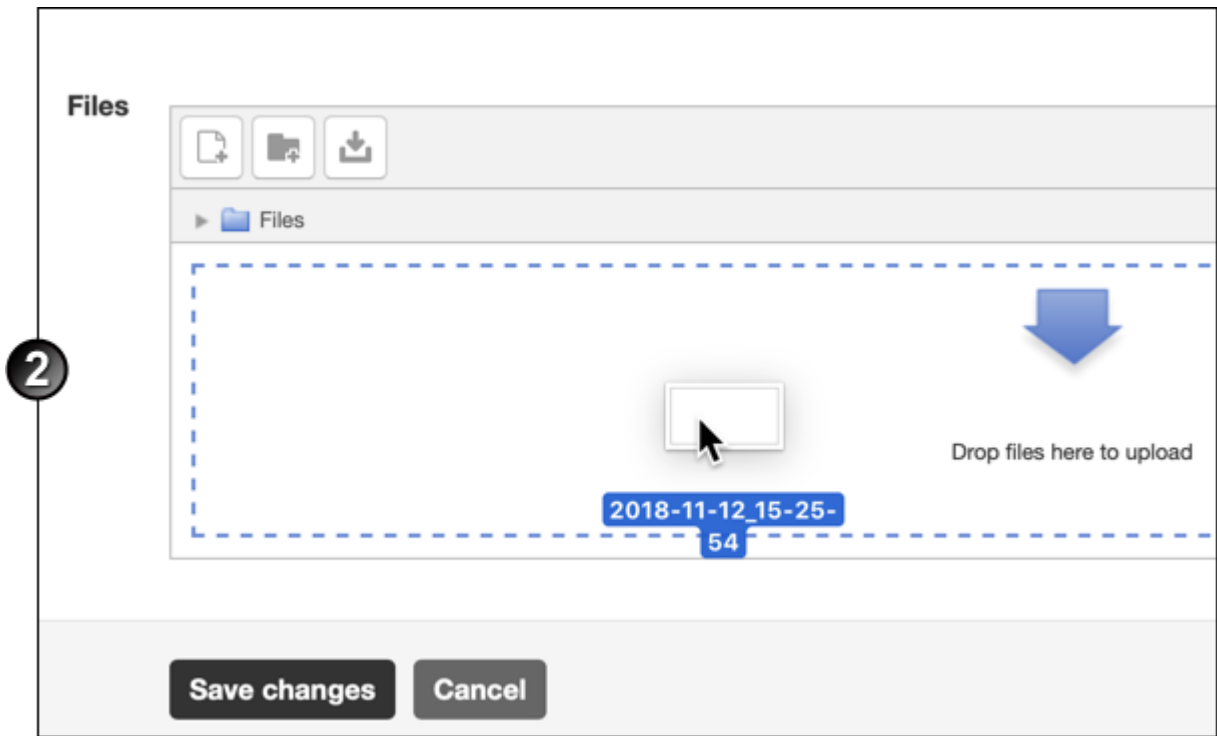 Files
Files
2
Drop files here to upload
2018-11-12_15-25-
54
Save changes
Cancel